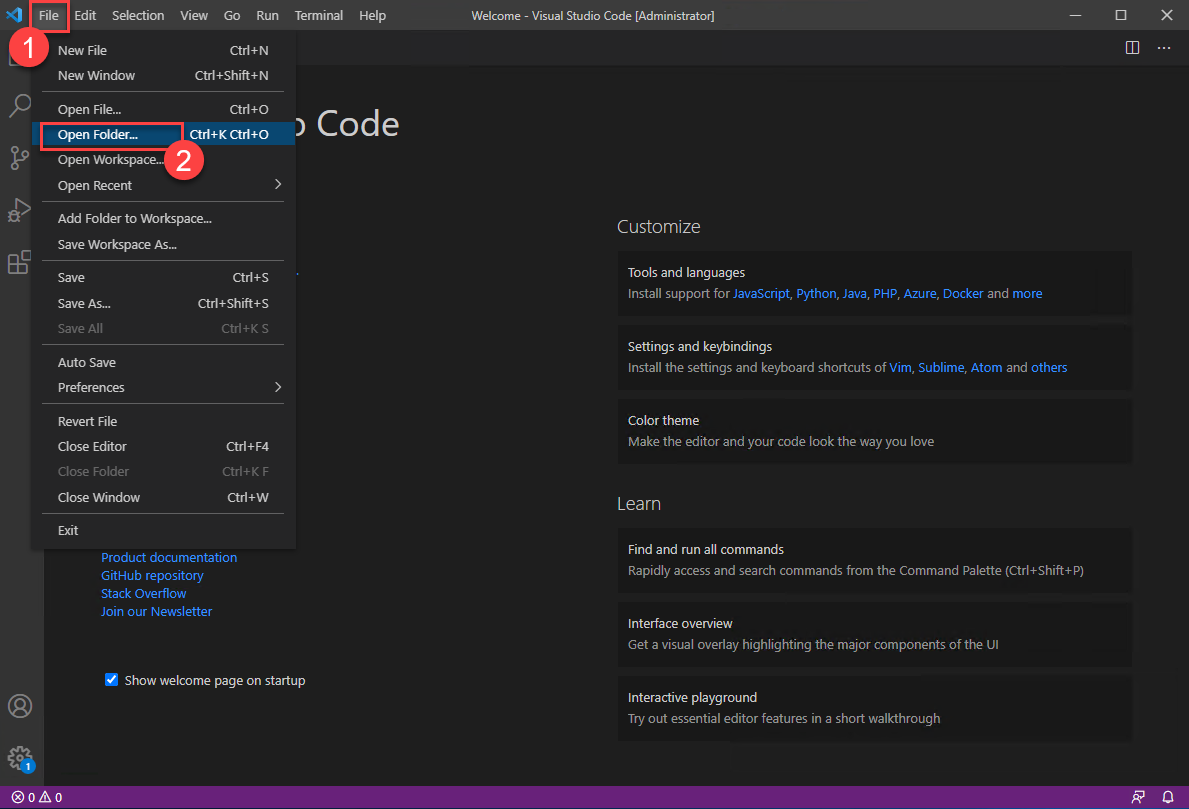 File Edit Selection View Go Run Terminal Help Welcome - Visual Studio Code [Administrator]
1
New File Ctrl+N
New Window Ctrl+Shift+N
Open File... Ctrl+O
Open Folder... Ctrl+K Ctrl+O
2
Open Workspace...
Open Recent
Add Folder to Workspace...
Save Workspace As...
Save Ctrl+S
Save As... Ctrl+Shift+S
Save All Ctrl+K S
Auto Save
Preferences
Revert File
Close Editor Ctrl+F4
Close Folder Ctrl+K F
Close Window Ctrl+W
Exit
Code
Product documentation
GitHub repository
Stack Overflow
Join our Newsletter
Show welcome page on startup
Customize
Tools and languages
Install support for JavaScript, Python, Java, PHP, Azure, Docker and more
Settings and keybindings
Install the settings and keyboard shortcuts of Vim, Sublime, Atom and others
Color theme
Make the editor and your code look the way you love
Learn
Find and run all commands
Rapidly access and search commands from the Command Palette (Ctrl+Shift+P)
Interface overview
Get a visual overlay highlighting the major components of the UI
Interactive playground
Try out essential editor features in a short walkthrough
1
0 0